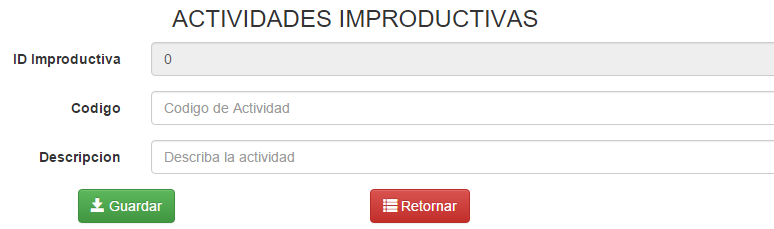 ACTIVIDADES IMPRODUCTIVAS
ID Improductiva 0
Codigo Codigo de Actividad
Descripcion Describa la actividad
Guardar Retornar